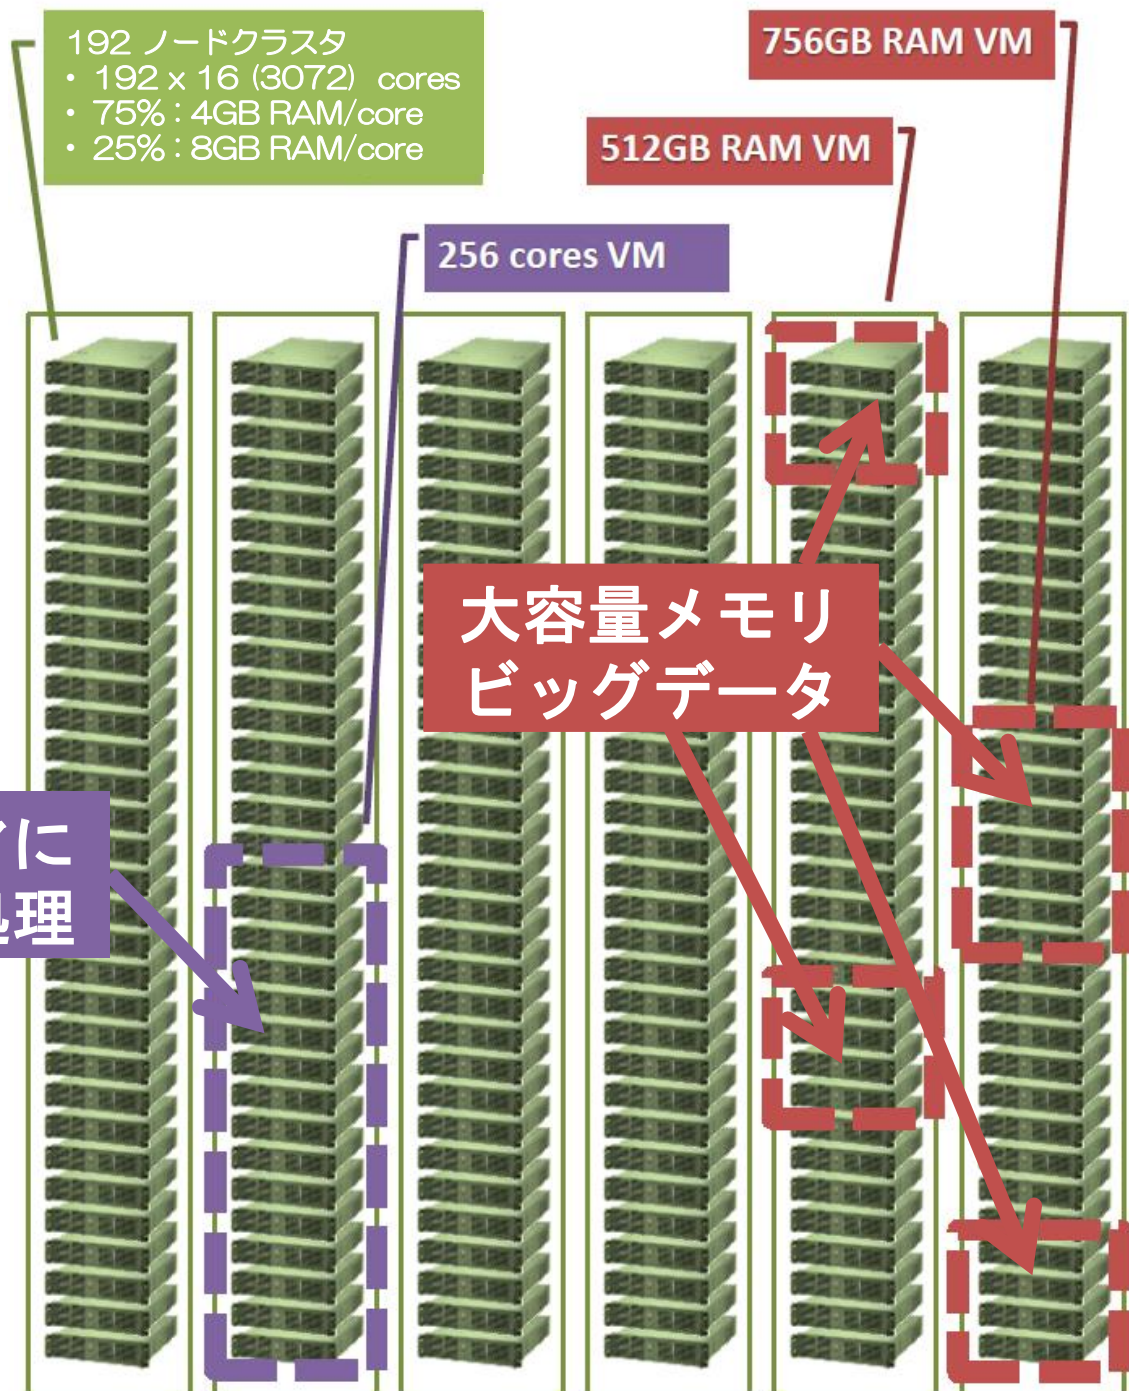 192 ノードクラスタ
• 192 x 16 (3072) cores
• 75% : 4GB RAM/core
• 25% : 8GB RAM/core
756GB RAM VM
512GB RAM VM
256 cores VM
大容量メモリ
ビッグデータ
に
処理